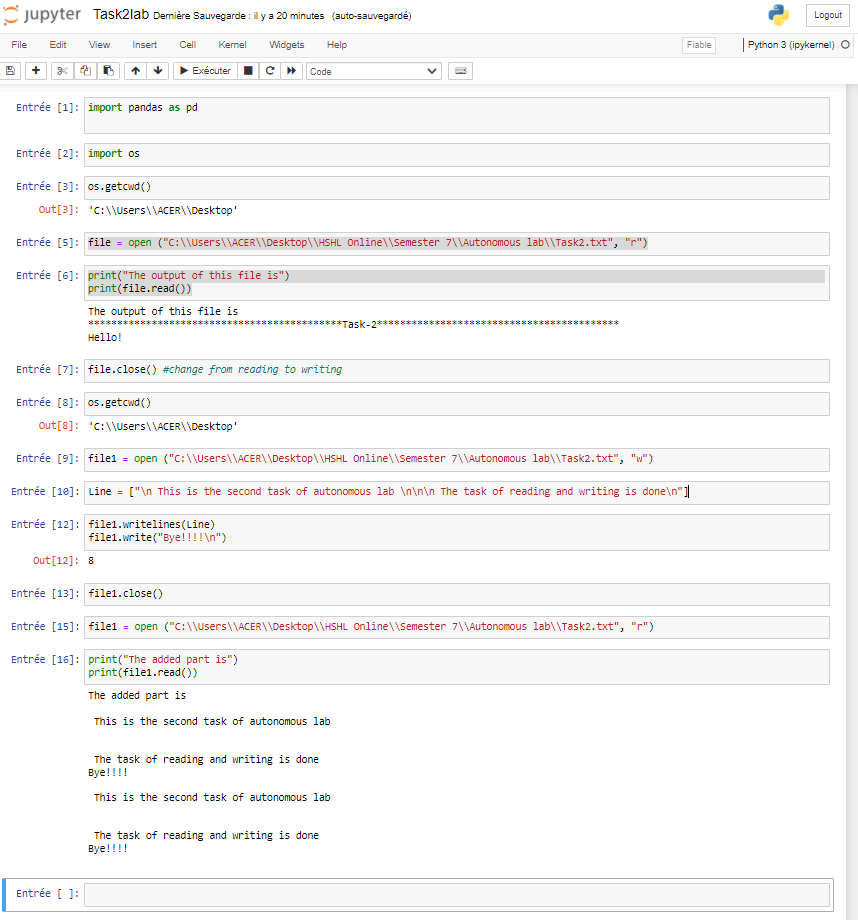 jupyter Task2lab Dernière Sauvegarde : il y a 20 minutes (auto-sauvegardé) Logout
File Edit View Insert Cell Kernel Widgets Help Fiable Python 3 (ipykernel)
Exécuter Code
Entrée [1]: import pandas as pd
Entrée [2]: import os
Entrée [3]: os.getcwd()
Out[3]: 'C:\\Users\\ACER\\Desktop'
Entrée [5]: file = open ("C:\\Users\\ACER\\Desktop\\HSHL Online\\Semester 7\\Autonomous lab\\Task2.txt", "r")
Entrée [6]: print("The output of this file is")
print(file.read())
The output of this file is
********************************************Task-2******************************************
Hello!
Entrée [7]: file.close() #change from reading to writing
Entrée [8]: os.getcwd()
Out[8]: 'C:\\Users\\ACER\\Desktop'
Entrée [9]: file1 = open ("C:\\Users\\ACER\\Desktop\\HSHL Online\\Semester 7\\Autonomous lab\\Task2.txt", "w")
Entrée [10]: Line = ["\n This is the second task of autonomous lab \n\n\n The task of reading and writing is done\n"]
Entrée [12]: file1.writelines(Line)
file1.write("Bye!!!!\n")
Out[12]: 8
Entrée [13]: file1.close()
Entrée [15]: file1 = open ("C:\\Users\\ACER\\Desktop\\HSHL Online\\Semester 7\\Autonomous lab\\Task2.txt", "r")
Entrée [16]: print("The added part is")
print(file1.read())
The added part is
This is the second task of autonomous lab
The task of reading and writing is done
Bye!!!!
This is the second task of autonomous lab
The task of reading and writing is done
Bye!!!!
Entrée [ ]: